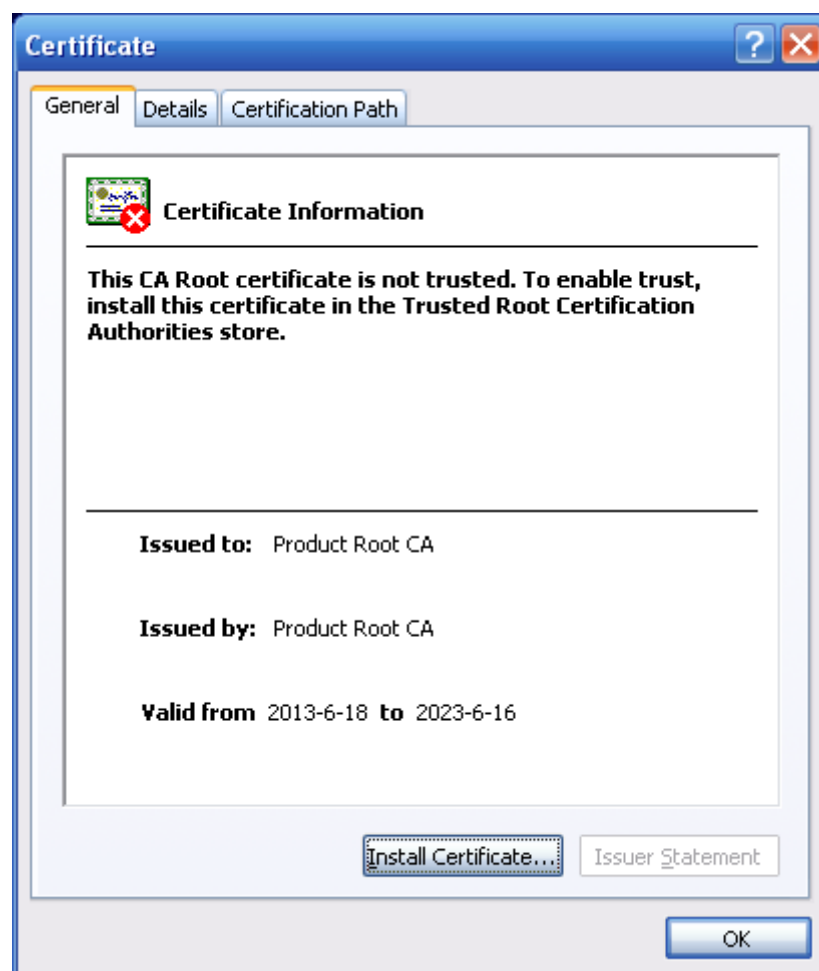 Certificate
General Details Certification Path
Certificate Information
This CA Root certificate is not trusted. To enable trust,
install this certificate in the Trusted Root Certification
Authorities store.
Issued to: Product Root CA
Issued by: Product Root CA
Valid from 2013-6-18 to 2023-6-16
Install Certificate... Issuer Statement
OK